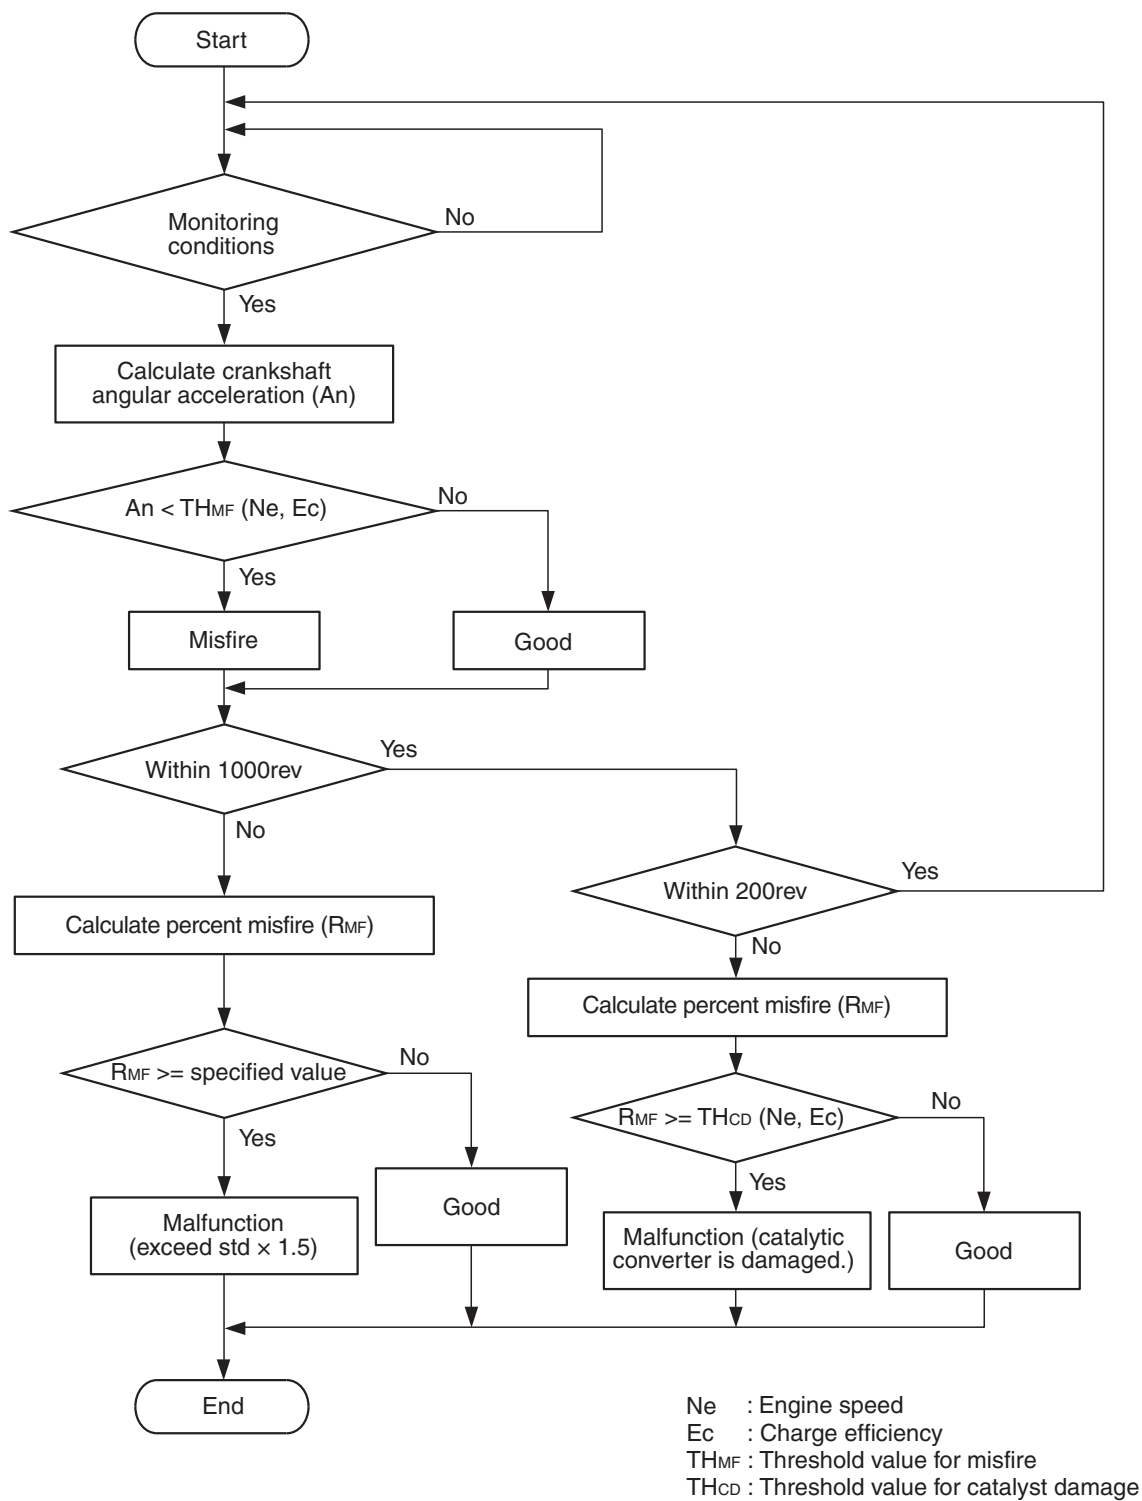 Start
Monitoring
conditions
No
Yes
Calculate crankshaft
angular acceleration (An)
An < THMF (Ne, Ec)
No
Yes
Misfire
Good
Within 1000rev
Yes
No
Within 200rev
Yes
No
Calculate percent misfire (RMF)
Calculate percent misfire (RMF)
RMF >= specified value
No
Yes
RMF >= THCD (Ne, Ec)
No
Yes
Malfunction
(exceed std × 1.5)
Good
Malfunction (catalytic
converter is damaged.)
Good
End
Ne : Engine speed
Ec : Charge efficiency
THMF : Threshold value for misfire
THCD : Threshold value for catalyst damage